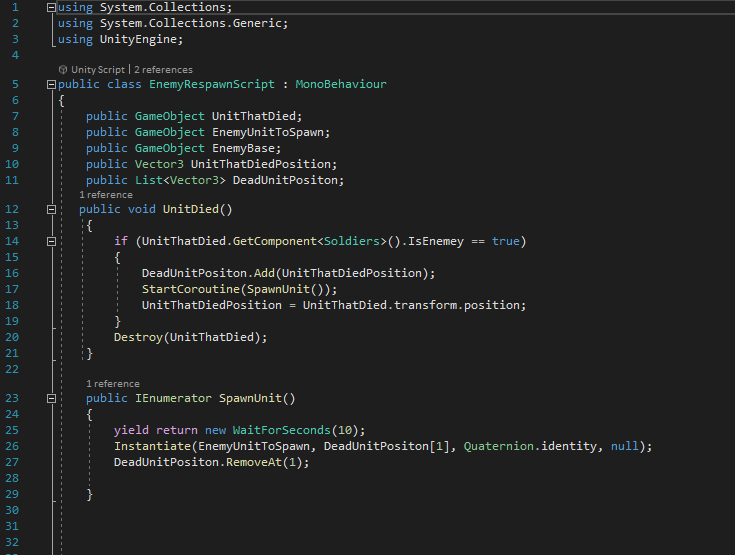 1 using System.Collections;
2 using System.Collections.Generic;
3 using UnityEngine;
4
Unity Script | 2 references
5 public class EnemyRespawnScript : MonoBehaviour
6 {
7 public GameObject UnitThatDied;
8 public GameObject EnemyUnitToSpawn;
9 public GameObject EnemyBase;
10 public Vector3 UnitThatDiedPosition;
11 public List<Vector3> DeadUnitPositon;
1 reference
12 public void UnitDied()
13 {
14 if (UnitThatDied.GetComponent<Soldiers>().IsEnemey == true)
15 {
16 DeadUnitPositon.Add(UnitThatDiedPosition);
17 StartCoroutine(SpawnUnit());
18 UnitThatDiedPosition = UnitThatDied.transform.position;
19 }
20 Destroy(UnitThatDied);
21 }
22
1 reference
23 public IEnumerator SpawnUnit()
24 {
25 yield return new WaitForSeconds(10);
26 Instantiate(EnemyUnitToSpawn, DeadUnitPositon[1], Quaternion.identity, null);
27 DeadUnitPositon.RemoveAt(1);
28
29 }
30
31
32